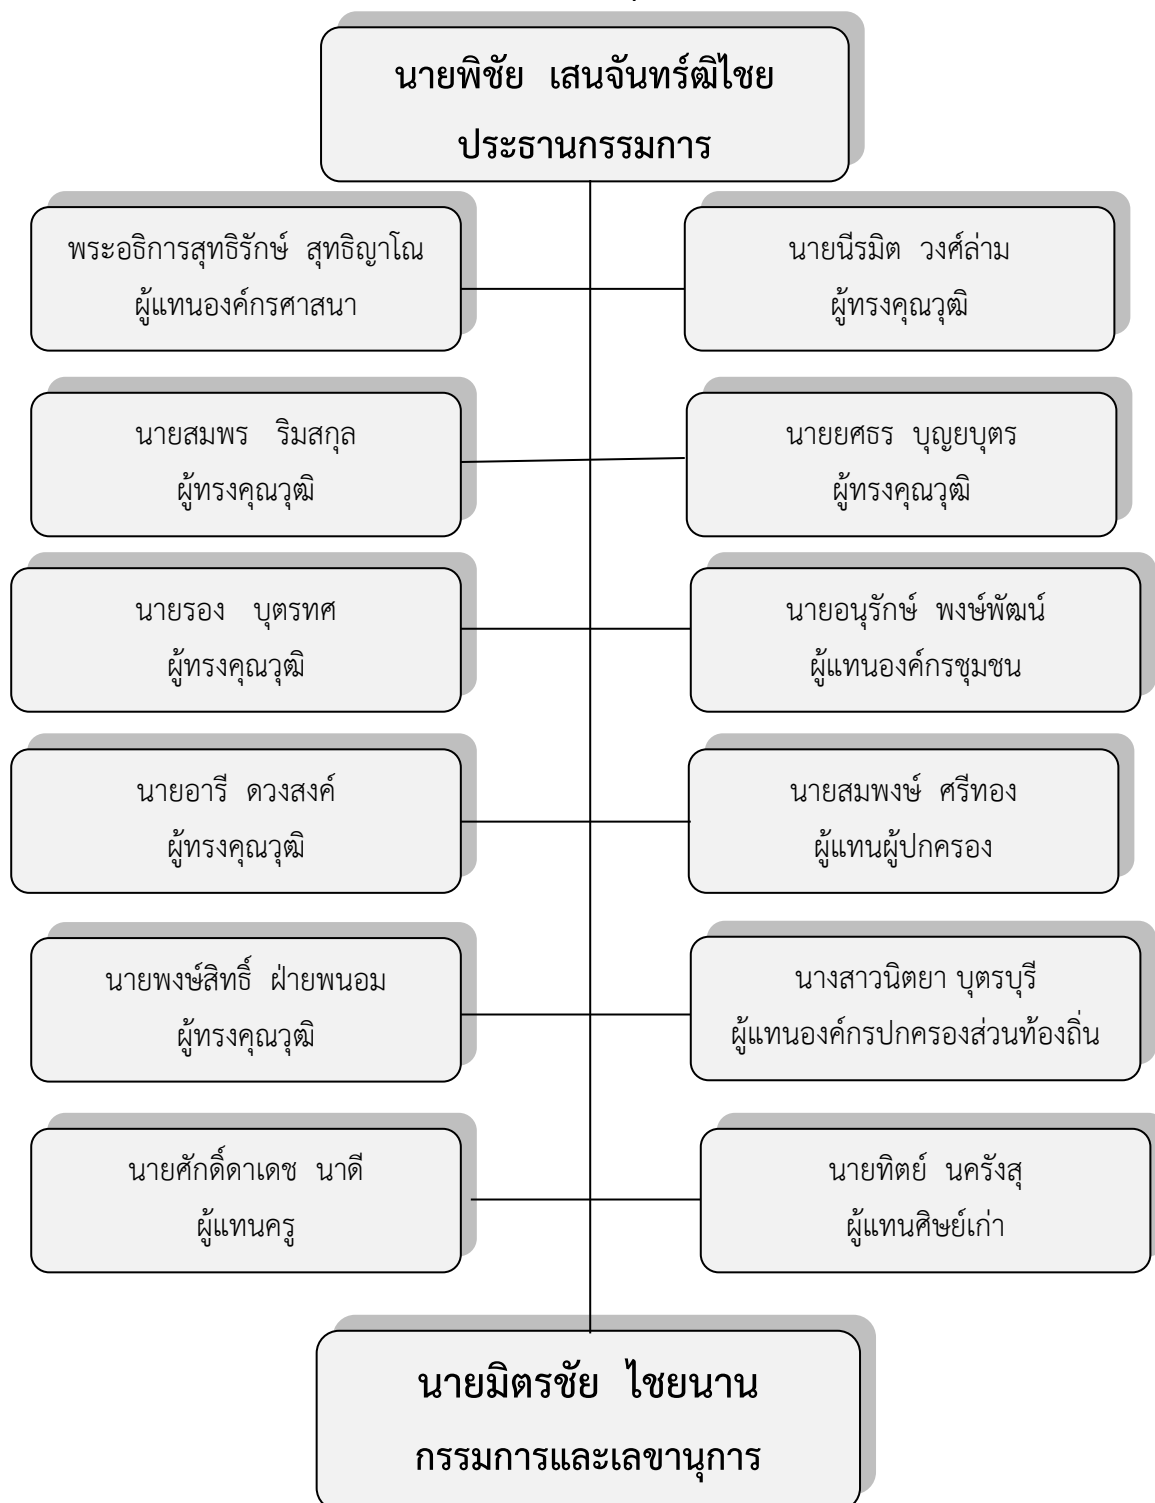 นายพิชัย เสนจันทร์ฒิไชย
ประธานกรรมการ
พระอธิการสุทธิรักษ์ สุทธิญาโณ
ผู้แทนองค์กรศาสนา
นายนีรมิต วงศ์ล่าม
ผู้ทรงคุณวุฒิ
นายสมพร ริมสกุล
ผู้ทรงคุณวุฒิ
นายยศธร บุญยบุตร
ผู้ทรงคุณวุฒิ
นายรอง บุตรทศ
ผู้ทรงคุณวุฒิ
นายอนุรักษ์ พงษ์พัฒน์
ผู้แทนองค์กรชุมชน
นายอารี ดวงสงค์
ผู้ทรงคุณวุฒิ
นายสมพงษ์ ศรีทอง
ผู้แทนผู้ปกครอง
นายพงษ์สิทธิ์ ฝ่ายพนอม
ผู้ทรงคุณวุฒิ
นางสาวนิตยา บุตรบุรี
ผู้แทนองค์กรปกครองส่วนท้องถิ่น
นายศักดิ์ดาเดช นาดี
ผู้แทนครู
นายทิตย์ นครังสุ
ผู้แทนศิษย์เก่า
นายมิตรชัย ไชยนาน
กรรมการและเลขานุการ